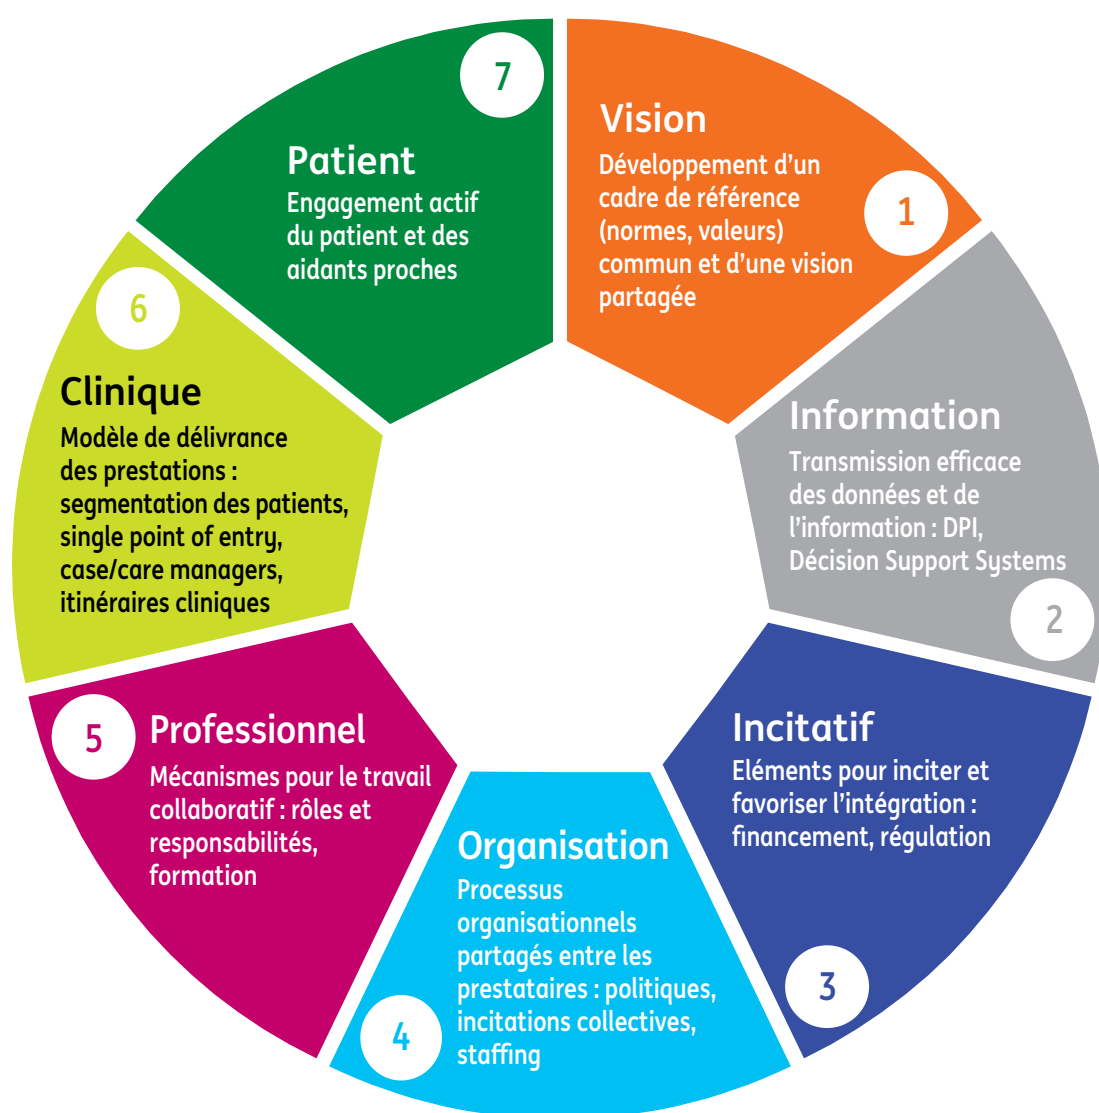 1
Vision
Développement d'un
cadre de référence
(normes, valeurs)
commun et d'une vision
partagée
Information
Transmission efficace
des données et de
l'information : DPI,
Décision Support Systems
2
Incitatif
Eléments pour inciter et
favoriser l'intégration :
financement, régulation
3
Organisation
Processus
organisationnels
partagés entre les
prestataires : politiques,
incitations collectives,
staffing
4
5
Professionnel
Mécanismes pour le travail
collaboratif : rôles et
responsabilités,
formation
6
Clinique
Modèle de délivrance
des prestations :
segmentation des patients,
single point of entry,
case/care managers,
itinéraires cliniques
7
Patient
Engagement actif
du patient et des
aidants proches